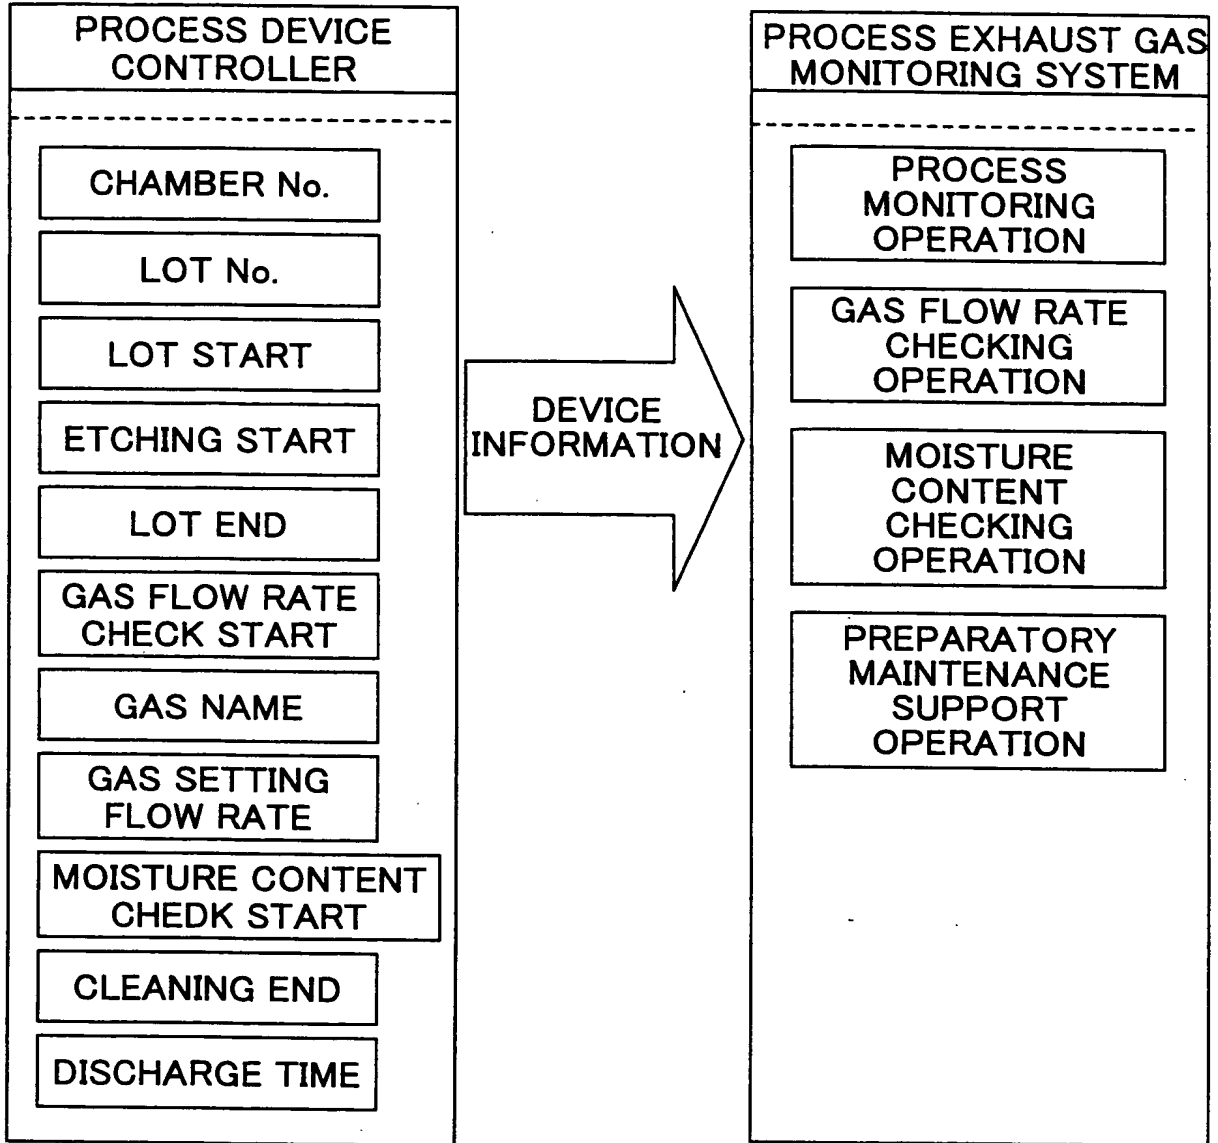 PROCESS DEVICE
CONTROLLER
CHAMBER No.
LOT No.
LOT START
ETCHING START
LOT END
GAS FLOW RATE
CHECK START
GAS NAME
GAS SETTING
FLOW RATE
MOISTURE CONTENT
CHEDK START
CLEANING END
DISCHARGE TIME
DEVICE
INFORMATION
PROCESS EXHAUST GAS
MONITORING SYSTEM
PROCESS
MONITORING
OPERATION
GAS FLOW RATE
CHECKING
OPERATION
MOISTURE
CONTENT
CHECKING
OPERATION
PREPARATORY
MAINTENANCE
SUPPORT
OPERATION